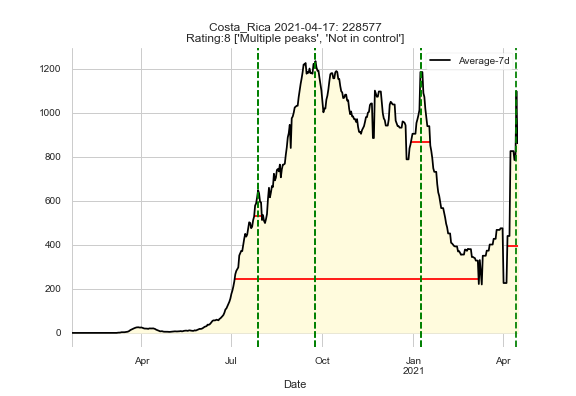 Costa_Rica 2021-04-17: 228577
Rating:8 ['Multiple peaks', 'Not in control']
Average-7d
1200
1000
800
600
400
200
0
Apr
Jul
Oct
Jan
2021
Apr
Date